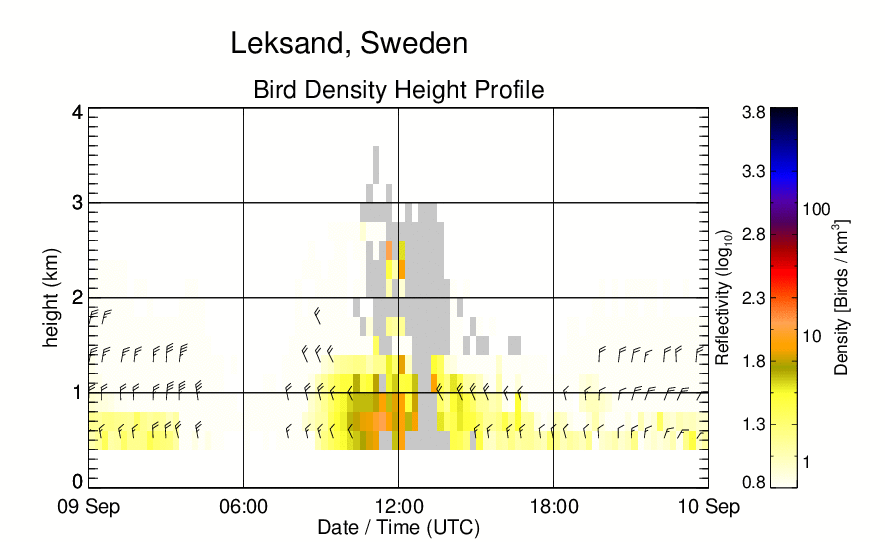 Leksand, Sweden
Bird Density Height Profile
4
3
2
1
0
height (km)
09 Sep
06:00
12:00
18:00
10 Sep
Date / Time (UTC)
3.8
3.3
2.8
2.3
1.8
1.3
0.8
Reflectivity (log₁₀)
100
10
1
Density [Birds / km³]